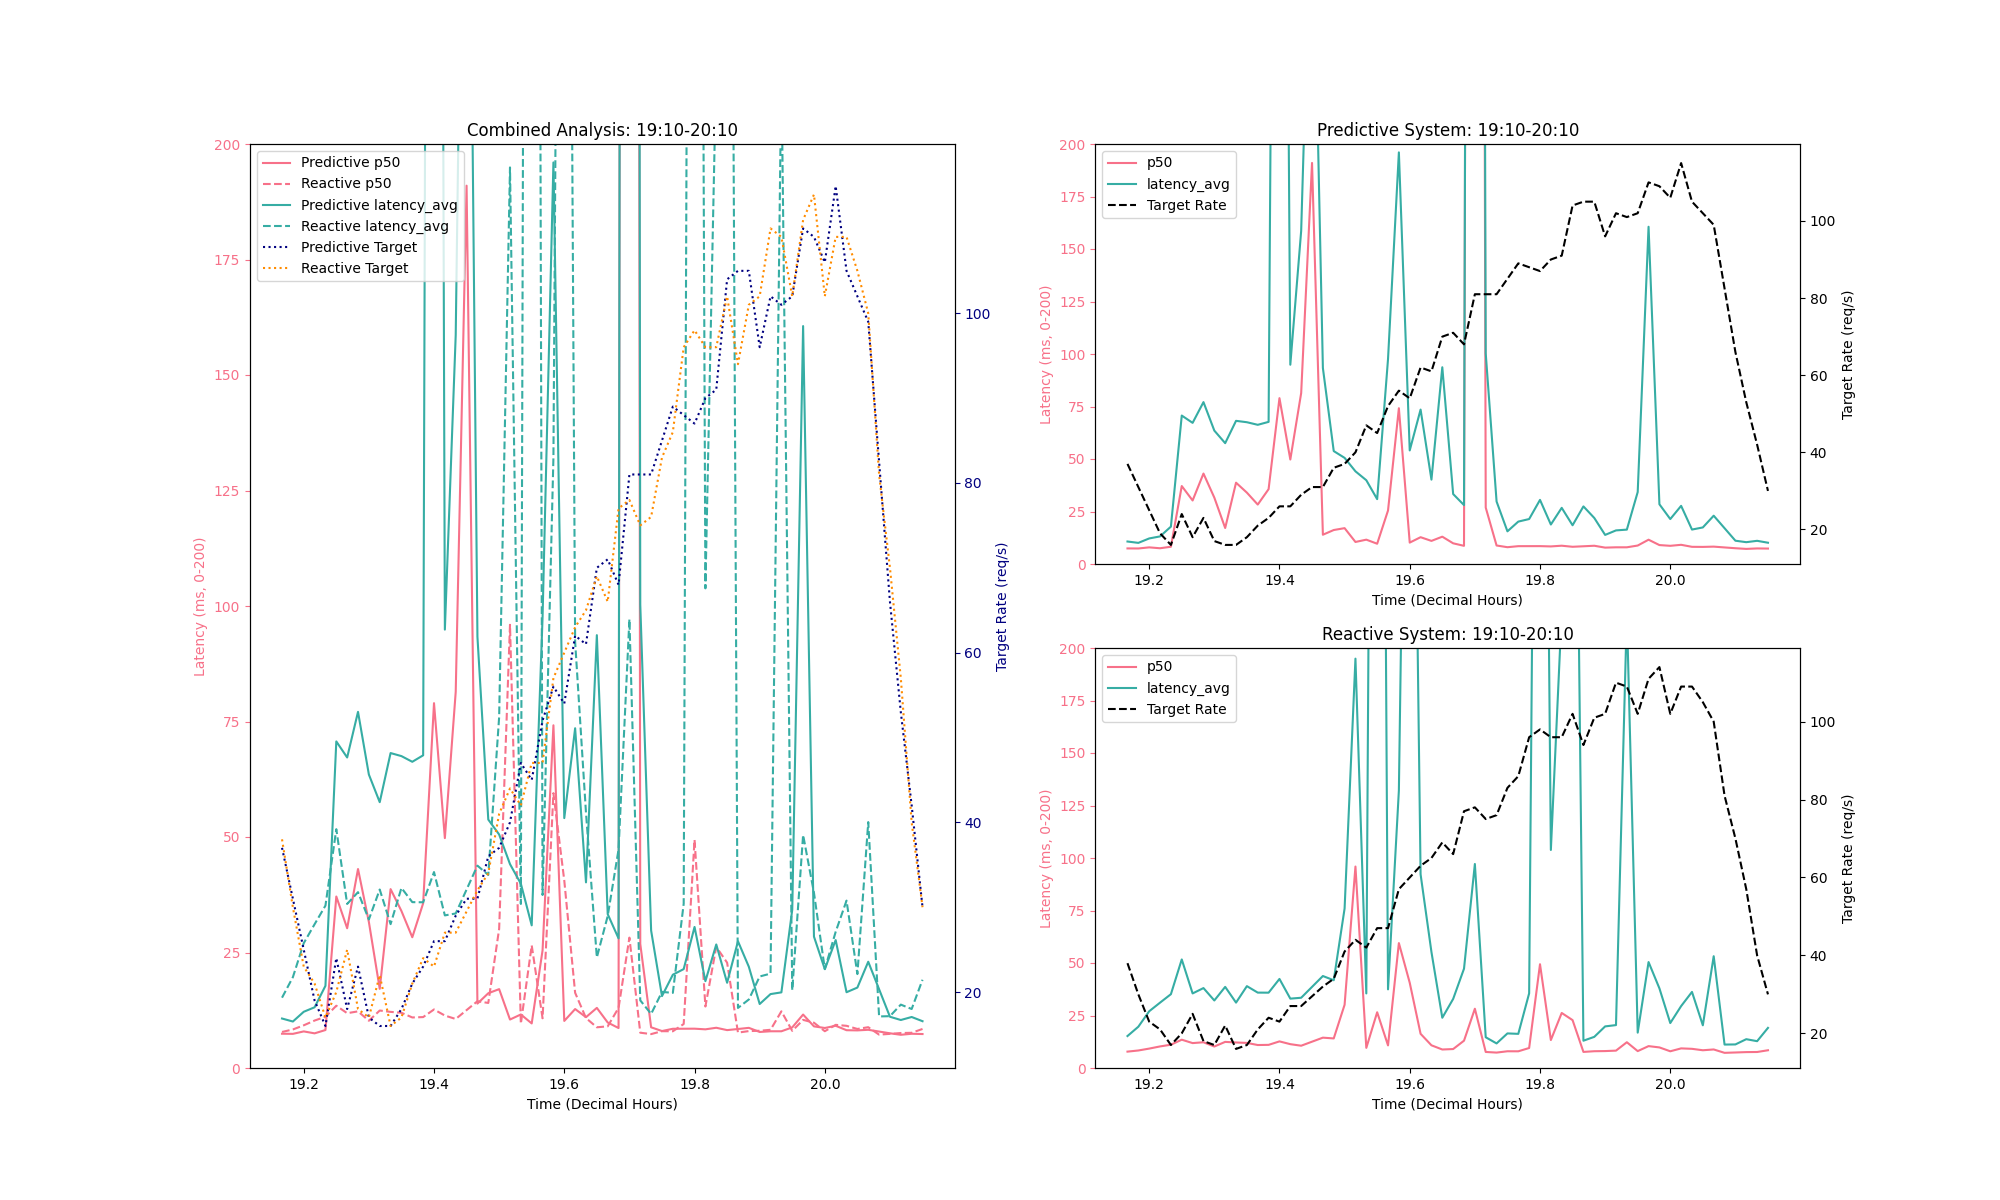 Combined Analysis: 19:10-20:10
Latency (ms, 0-200)
200
175
150
125
100
75
50
25
0
Predictive p50
Reactive p50
Predictive latency_avg
Reactive latency_avg
Predictive Target
Reactive Target
100
80
60
40
20
Target Rate (req/s)
19.2 19.4 19.6 19.8 20.0
Time (Decimal Hours)
Predictive System: 19:10-20:10
Latency (ms, 0-200)
200
175
150
125
100
75
50
25
0
p50
latency_avg
Target Rate
100
80
60
40
20
Target Rate (req/s)
19.2 19.4 19.6 19.8 20.0
Time (Decimal Hours)
Reactive System: 19:10-20:10
Latency (ms, 0-200)
200
175
150
125
100
75
50
25
0
p50
latency_avg
Target Rate
100
80
60
40
20
Target Rate (req/s)
19.2 19.4 19.6 19.8 20.0
Time (Decimal Hours)